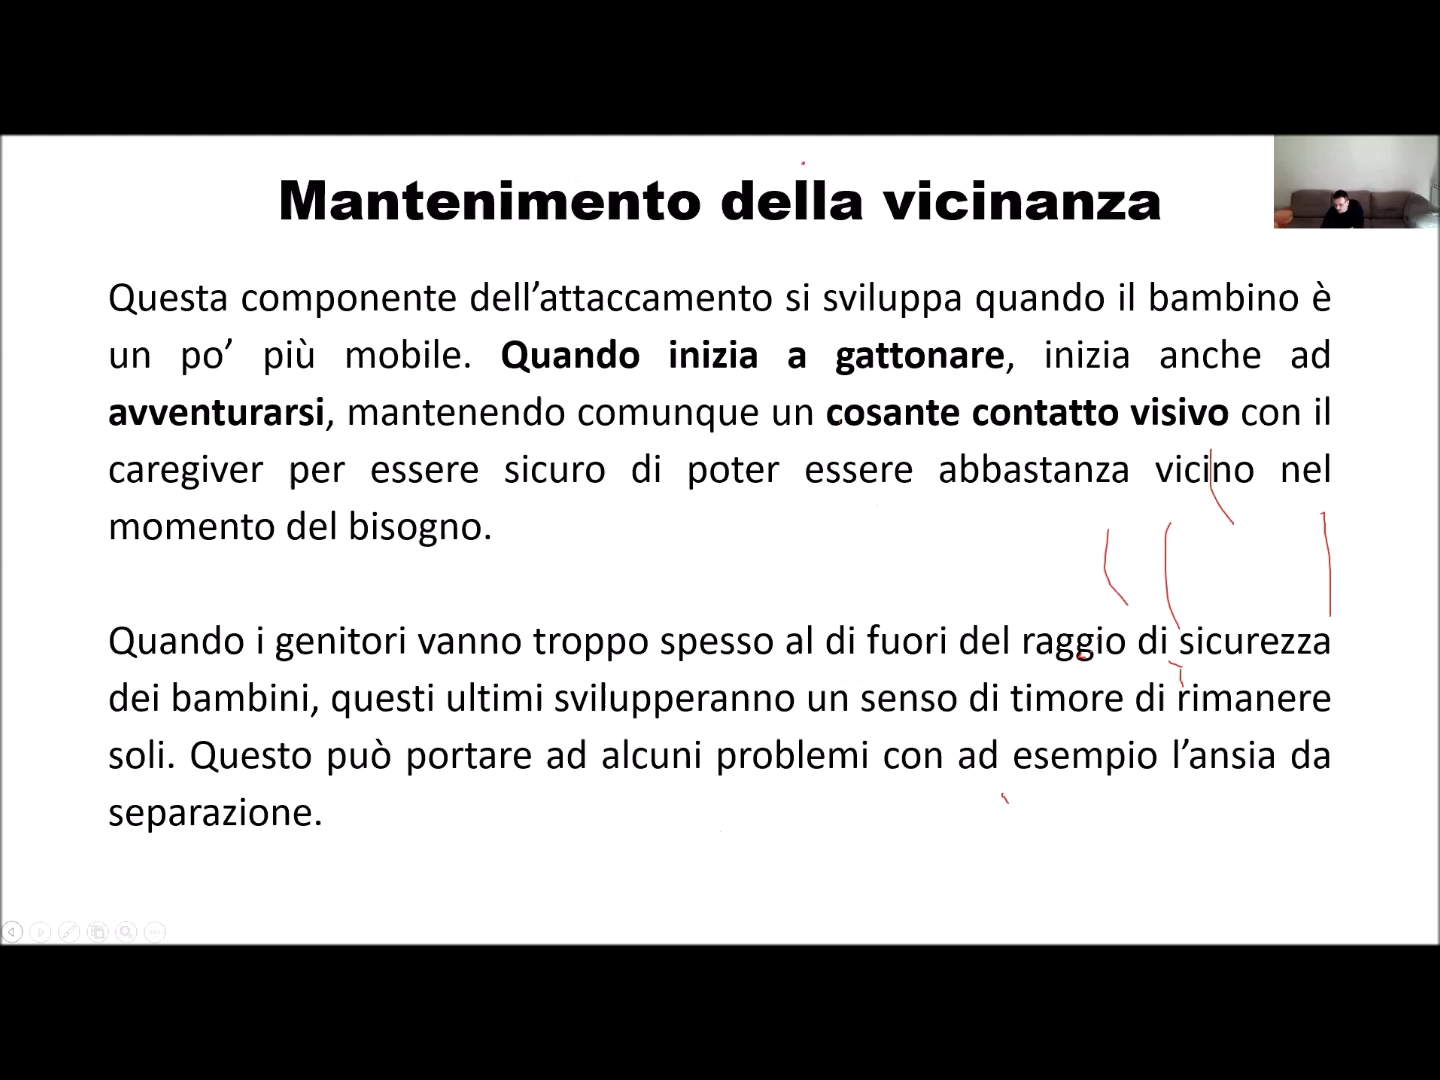 Mantenimento della vicinanza
Questa componente dell’attaccamento si sviluppa quando il bambino è
un po’ più mobile. Quando inizia a gattonare, inizia anche ad
avventurarsi, mantenendo comunque un cosante contatto visivo con il
caregiver per essere sicuro di poter essere abbastanza vicino nel
momento del bisogno.
Quando i genitori vanno troppo spesso al di fuori del raggio di sicurezza
dei bambini, questi ultimi svilupperanno un senso di timore di rimanere
soli. Questo può portare ad alcuni problemi con ad esempio l’ansia da
separazione.